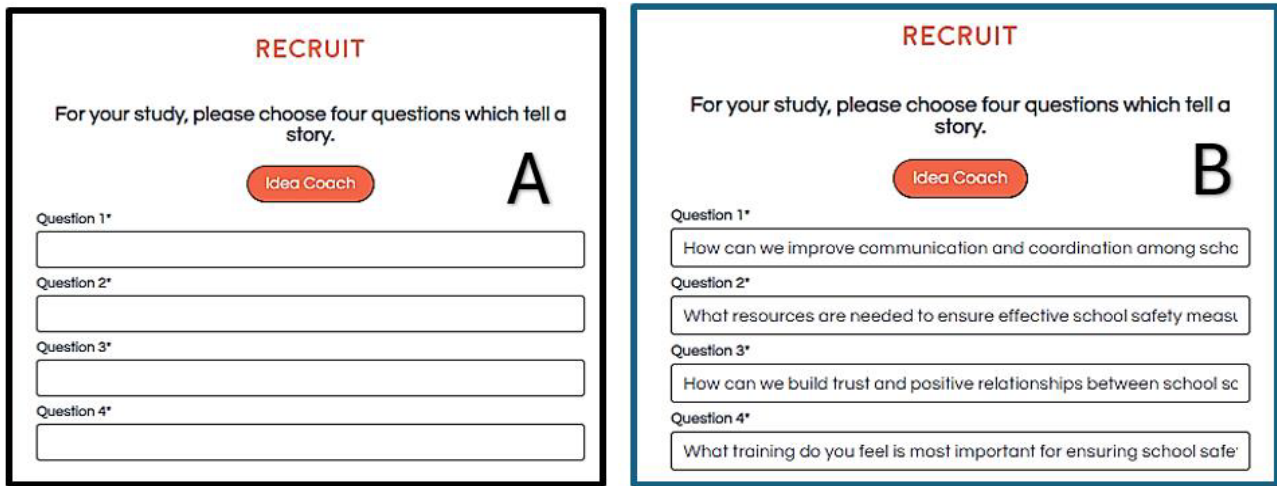 RECRUIT
For your study, please choose four questions which tell a
story.
Idea Coach
A
Question 1*
Question 2*
Question 3*
Question 4*
RECRUIT
For your study, please choose four questions which tell a
story.
Idea Coach
B
Question 1*
How can we improve communication and coordination among scho
Question 2*
What resources are needed to ensure effective school safety measu
Question 3*
How can we build trust and positive relationships between school sc
Question 4*
What training do you feel is most important for ensuring school safe